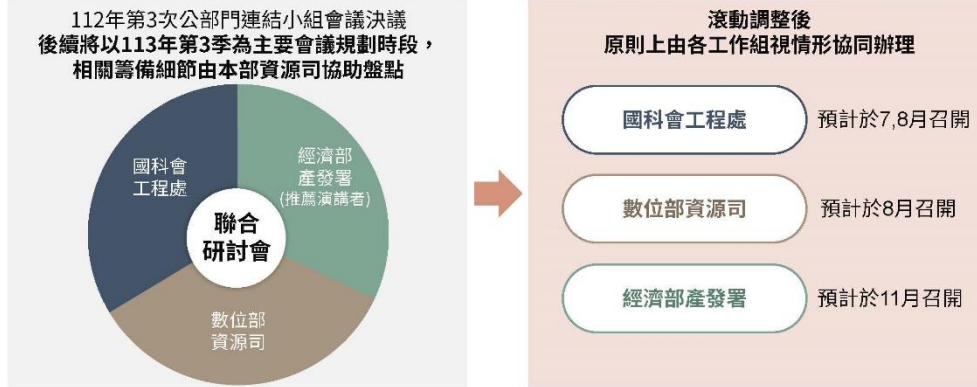 112年第3次公部門連結小組會議決議
後續將以113年第3季為主要會議規劃時段，
相關籌備細節由本部資源司協助盤點
國科會
工程處
經濟部
產發署
(推薦演講者)
聯合
研討會
數位部
資源司
滾動調整後
原則上由各工作組視情形協同辦理
國科會工程處
預計於7,8月召開
數位部資源司
預計於8月召開
經濟部產發署
預計於11月召開